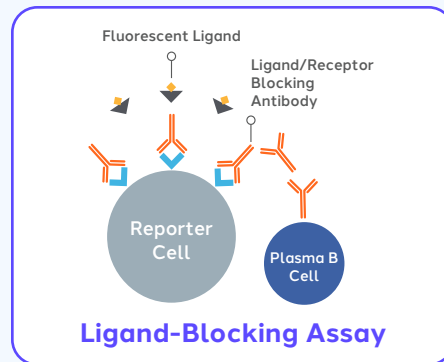 Fluorescent Ligand
Ligand/Receptor
Blocking
Antibody
Reporter
Cell
Plasma B
Cell
Ligand-Blocking Assay